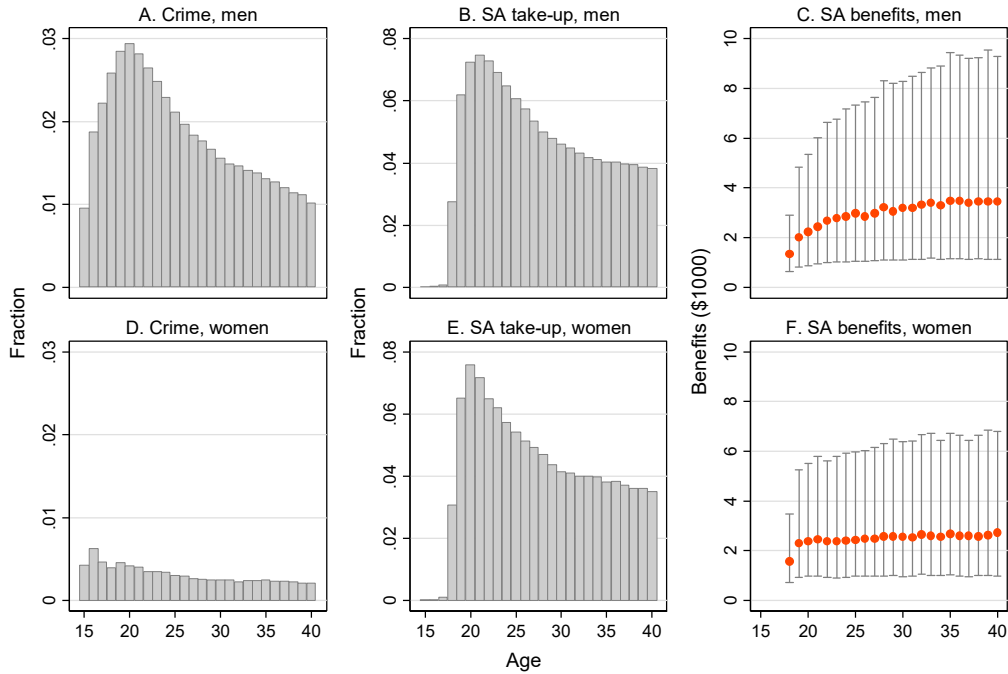 A. Crime, men
B. SA take-up, men
C. SA benefits, men
.03
.02
.01
0
.08
.06
.04
.02
0
10
8
6
4
2
0
Fraction
Fraction
Benefits ($1000)
D. Crime, women
E. SA take-up, women
F. SA benefits, women
.03
.02
.01
0
.08
.06
.04
.02
0
10
8
6
4
2
0
15 20 25 30 35 40
15 20 25 30 35 40
15 20 25 30 35 40
Age